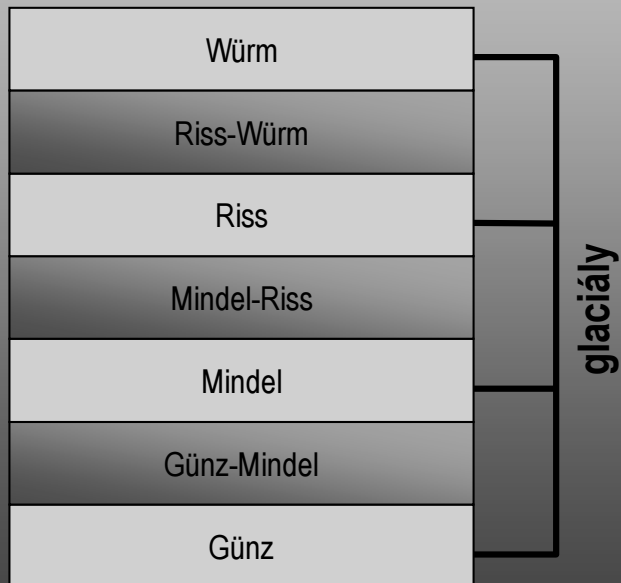 Würm
Riss-Würm
Riss
Mindel-Riss
Mindel
Günz-Mindel
Günz
glaciály